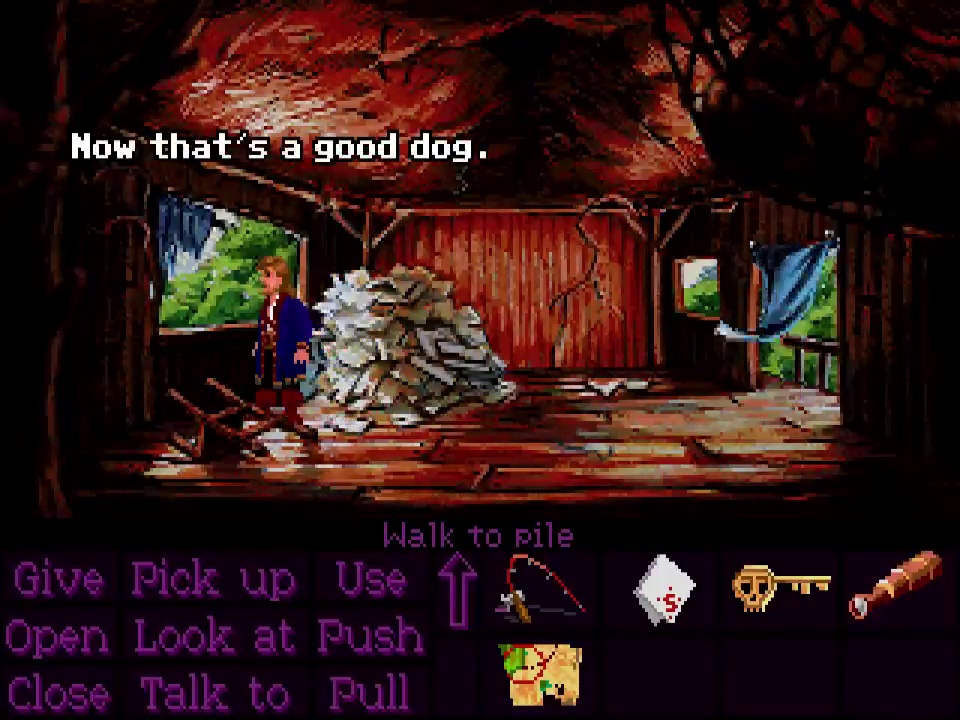 Now that's a good dog.
Walk to pile
Give Pick up Use
Open Look at Push
Close Talk to Pull
S